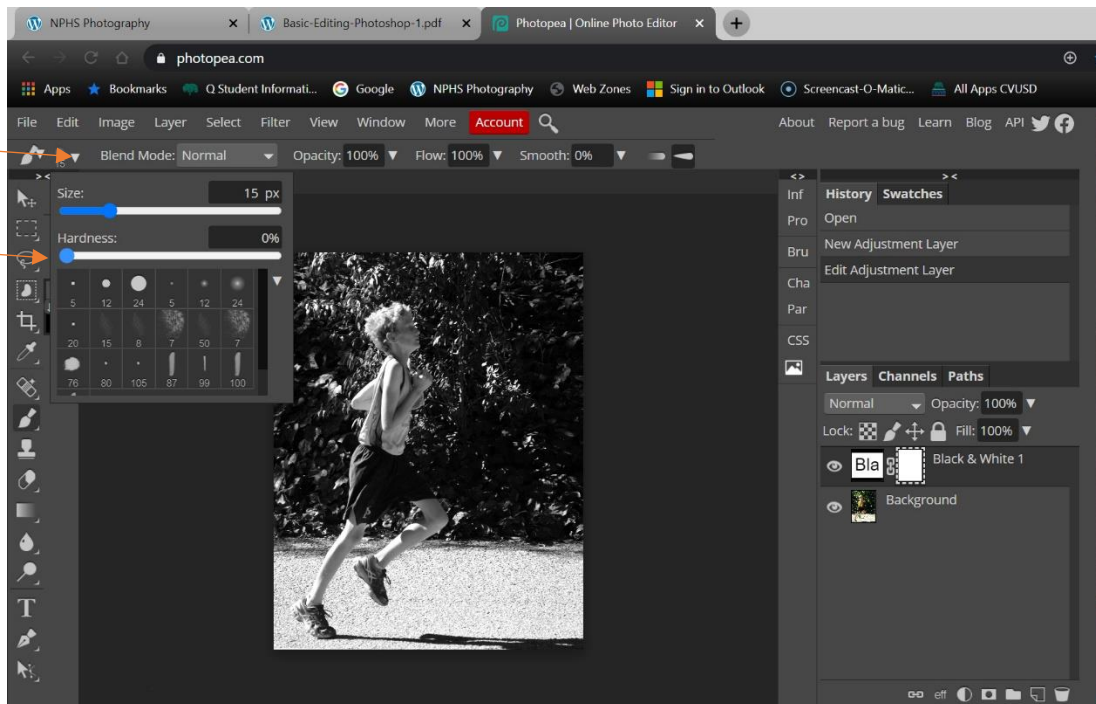 NPHS Photography × Basic-Editing-Photoshop-1.pdf × Photopea | Online Photo Editor × +
photopea.com
Apps Bookmarks Q Student Informati... Google NPHS Photography Web Zones Sign in to Outlook Screencast-O-Matic... All Apps CVUSD
File Edit Image Layer Select Filter View Window More Account About Report a bug Learn Blog API
15 Blend Mode: Normal Opacity: 100% Flow: 100% Smooth: 0%
Size: 15 px
Hardness: 0%
5 12 24 5 12 24
20 15 8 7 50 7
76 80 105 87 99 100
<> ><
Inf
Pro
Bru
Cha
Par
CSS
History Swatches
Open
New Adjustment Layer
Edit Adjustment Layer
Layers Channels Paths
Normal Opacity: 100%
Lock: Fill: 100%
Bla Black & White 1
Background
eff
T